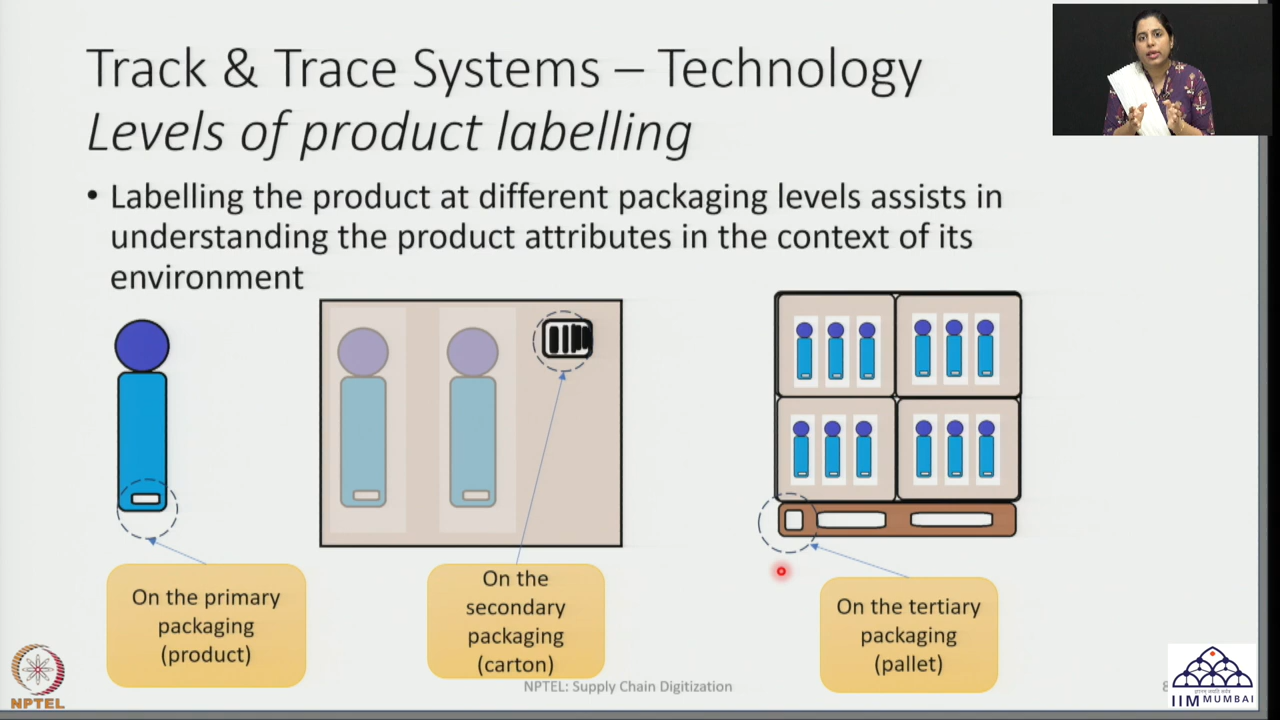 Track & Trace Systems – Technology
Levels of product labelling
• Labelling the product at different packaging levels assists in
understanding the product attributes in the context of its
environment
On the primary
packaging
(product)
On the
secondary
packaging
(carton)
On the tertiary
packaging
(pallet)
NPTEL: Supply Chain Digitization
NPTEL
IIM MUMBAI